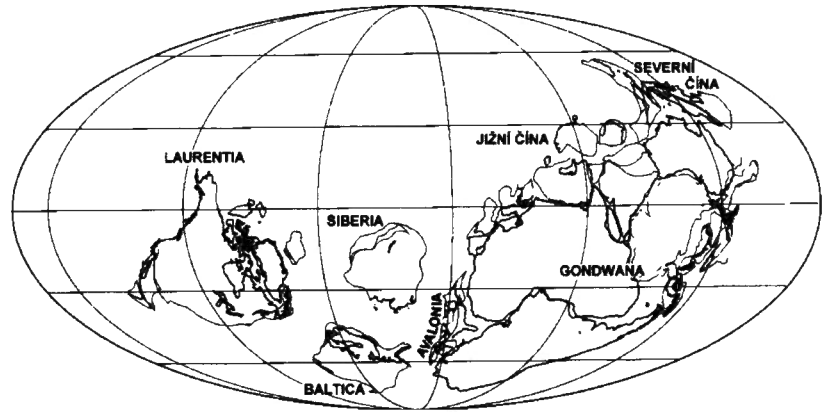 SEVERNÍ
ČÍNA
JIŽNÍ ČÍNA
LAURENTIA
SIBERIA
GONDWANA
AVALONIA
BALTICA